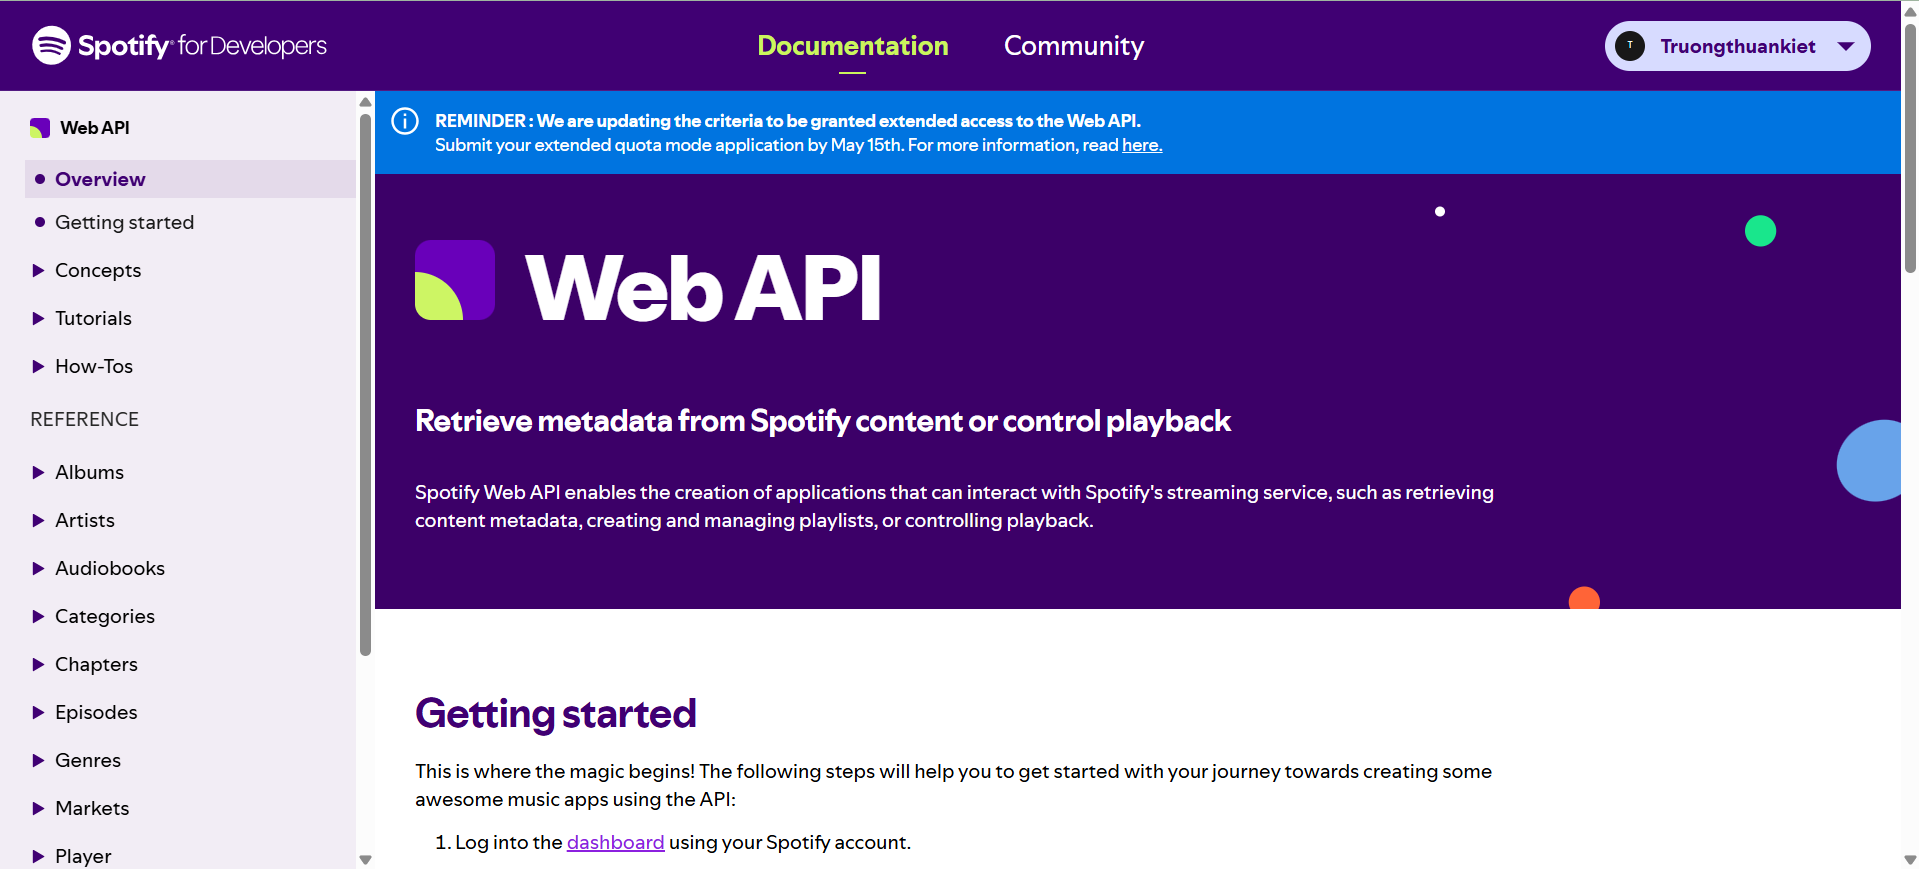 Spotify® for Developers
Documentation
Community
T
Truongthuankiet
Web API
Overview
Getting started
Concepts
Tutorials
How-Tos
REFERENCE
Albums
Artists
Audiobooks
Categories
Chapters
Episodes
Genres
Markets
Player
REMINDER : We are updating the criteria to be granted extended access to the Web API.
Submit your extended quota mode application by May 15th. For more information, read here.
Web API
Retrieve metadata from Spotify content or control playback
Spotify Web API enables the creation of applications that can interact with Spotify's streaming service, such as retrieving
content metadata, creating and managing playlists, or controlling playback.
Getting started
This is where the magic begins! The following steps will help you to get started with your journey towards creating some
awesome music apps using the API:
1. Log into the dashboard using your Spotify account.